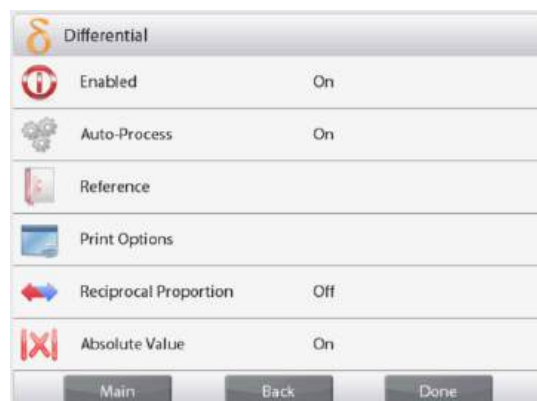 δ Differential
Enabled On
Auto-Process On
Reference
Print Options
Reciprocal Proportion Off
|X| Absolute Value On
Main Back Done